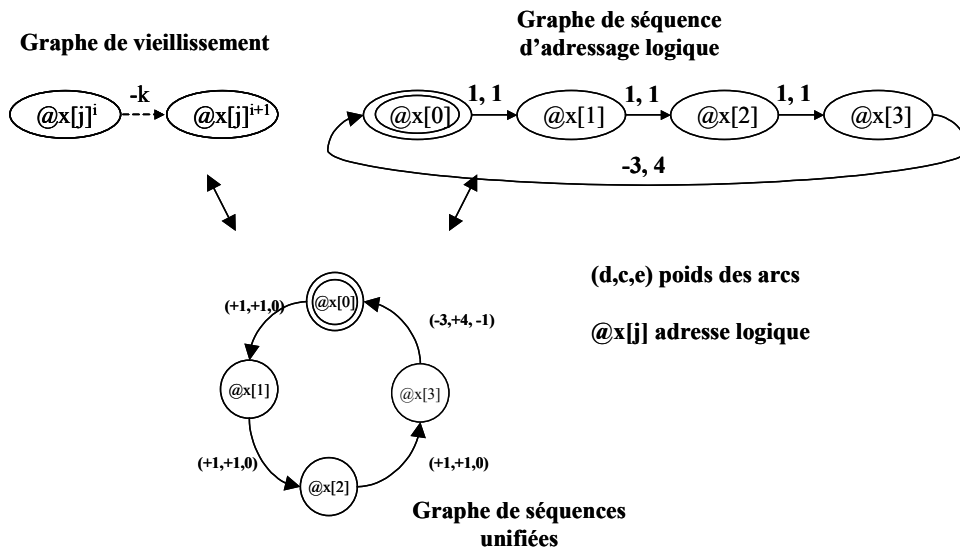 Graphe de vieillissement
Graphe de séquence
d'adressage logique
@x[j]i
-k
@x[j]i+1
@x[0]
1, 1
@x[1]
1, 1
@x[2]
1, 1
@x[3]
-3, 4
(d,c,e) poids des arcs
@x[j] adresse logique
@x[0]
(+1,+1,0)
(-3,+4, -1)
@x[1]
@x[3]
(+1,+1,0)
(+1,+1,0)
@x[2]
Graphe de séquences
unifiées